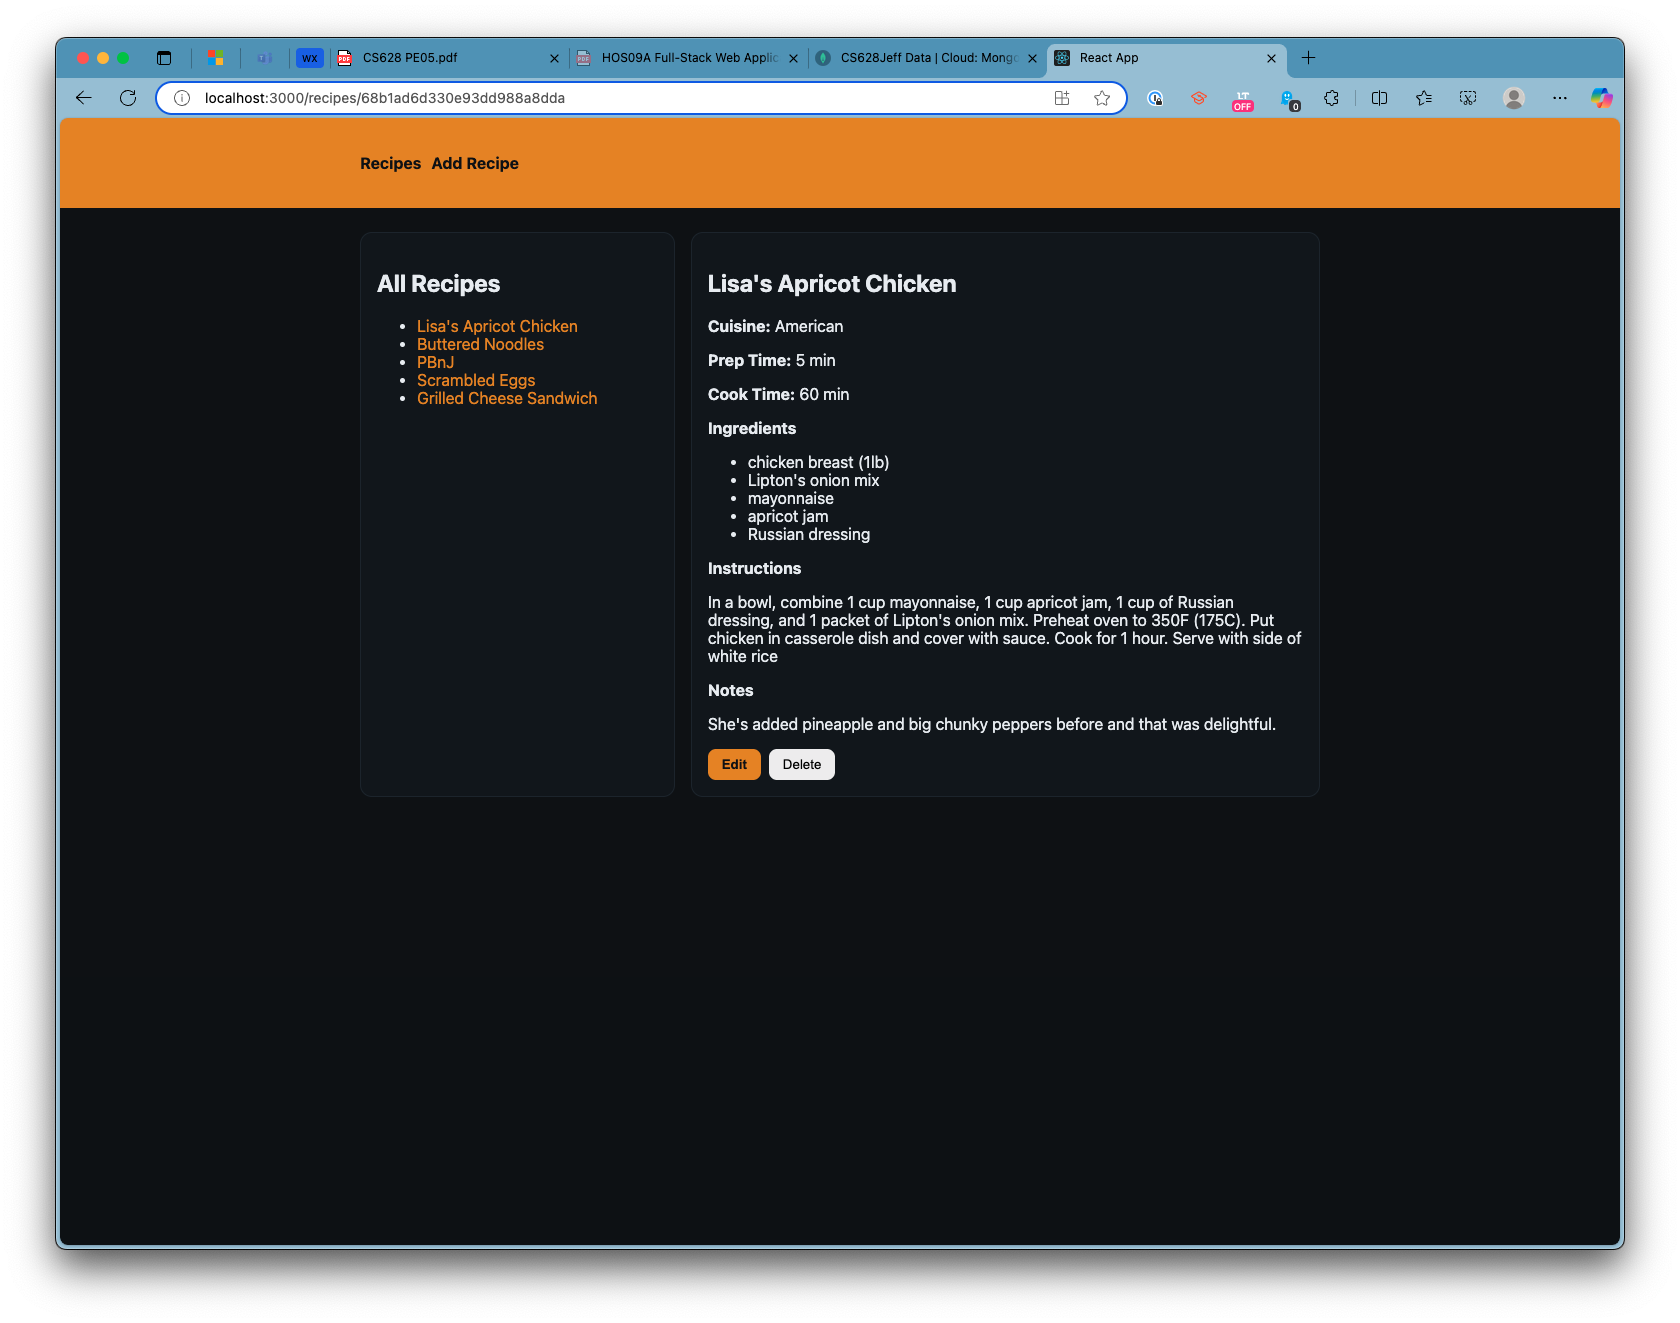 WX
CS628 PE05.pdf
HOS09A Full-Stack Web Applic
CS628Jeff Data | Cloud: Mongo
React App
localhost:3000/recipes/68b1ad6d330e93dd988a8dda
LT
OFF
0
Recipes Add Recipe
All Recipes
Lisa's Apricot Chicken
Buttered Noodles
PBnJ
Scrambled Eggs
Grilled Cheese Sandwich
Lisa's Apricot Chicken
Cuisine: American
Prep Time: 5 min
Cook Time: 60 min
Ingredients
chicken breast (1lb)
Lipton's onion mix
mayonnaise
apricot jam
Russian dressing
Instructions
In a bowl, combine 1 cup mayonnaise, 1 cup apricot jam, 1 cup of Russian
dressing, and 1 packet of Lipton's onion mix. Preheat oven to 350F (175C). Put
chicken in casserole dish and cover with sauce. Cook for 1 hour. Serve with side of
white rice
Notes
She's added pineapple and big chunky peppers before and that was delightful.
Edit Delete